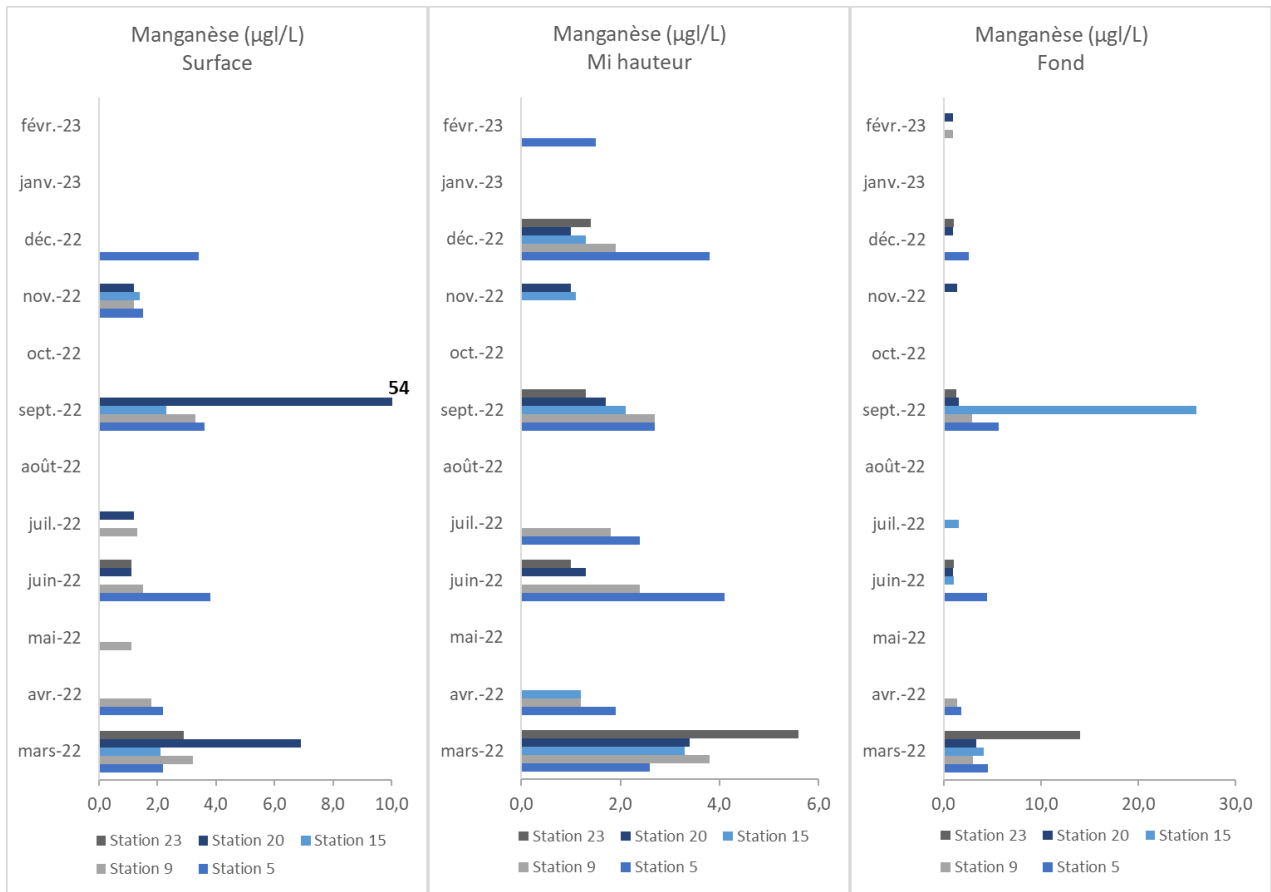 Manganèse (µgl/L)
Surface
févr.-23
janv.-23
déc.-22
nov.-22
oct.-22
54
sept.-22
août-22
juil.-22
juin-22
mai-22
avr.-22
mars-22
0,0 2,0 4,0 6,0 8,0 10,0
Station 23 Station 20 Station 15
Station 9 Station 5
Manganèse (µgl/L)
Mi hauteur
févr.-23
janv.-23
déc.-22
nov.-22
oct.-22
sept.-22
août-22
juil.-22
juin-22
mai-22
avr.-22
mars-22
0,0 2,0 4,0 6,0
Station 23 Station 20 Station 15
Station 9 Station 5
Manganèse (µgl/L)
Fond
févr.-23
janv.-23
déc.-22
nov.-22
oct.-22
sept.-22
août-22
juil.-22
juin-22
mai-22
avr.-22
mars-22
0,0 10,0 20,0 30,0
Station 23 Station 20 Station 15
Station 9 Station 5